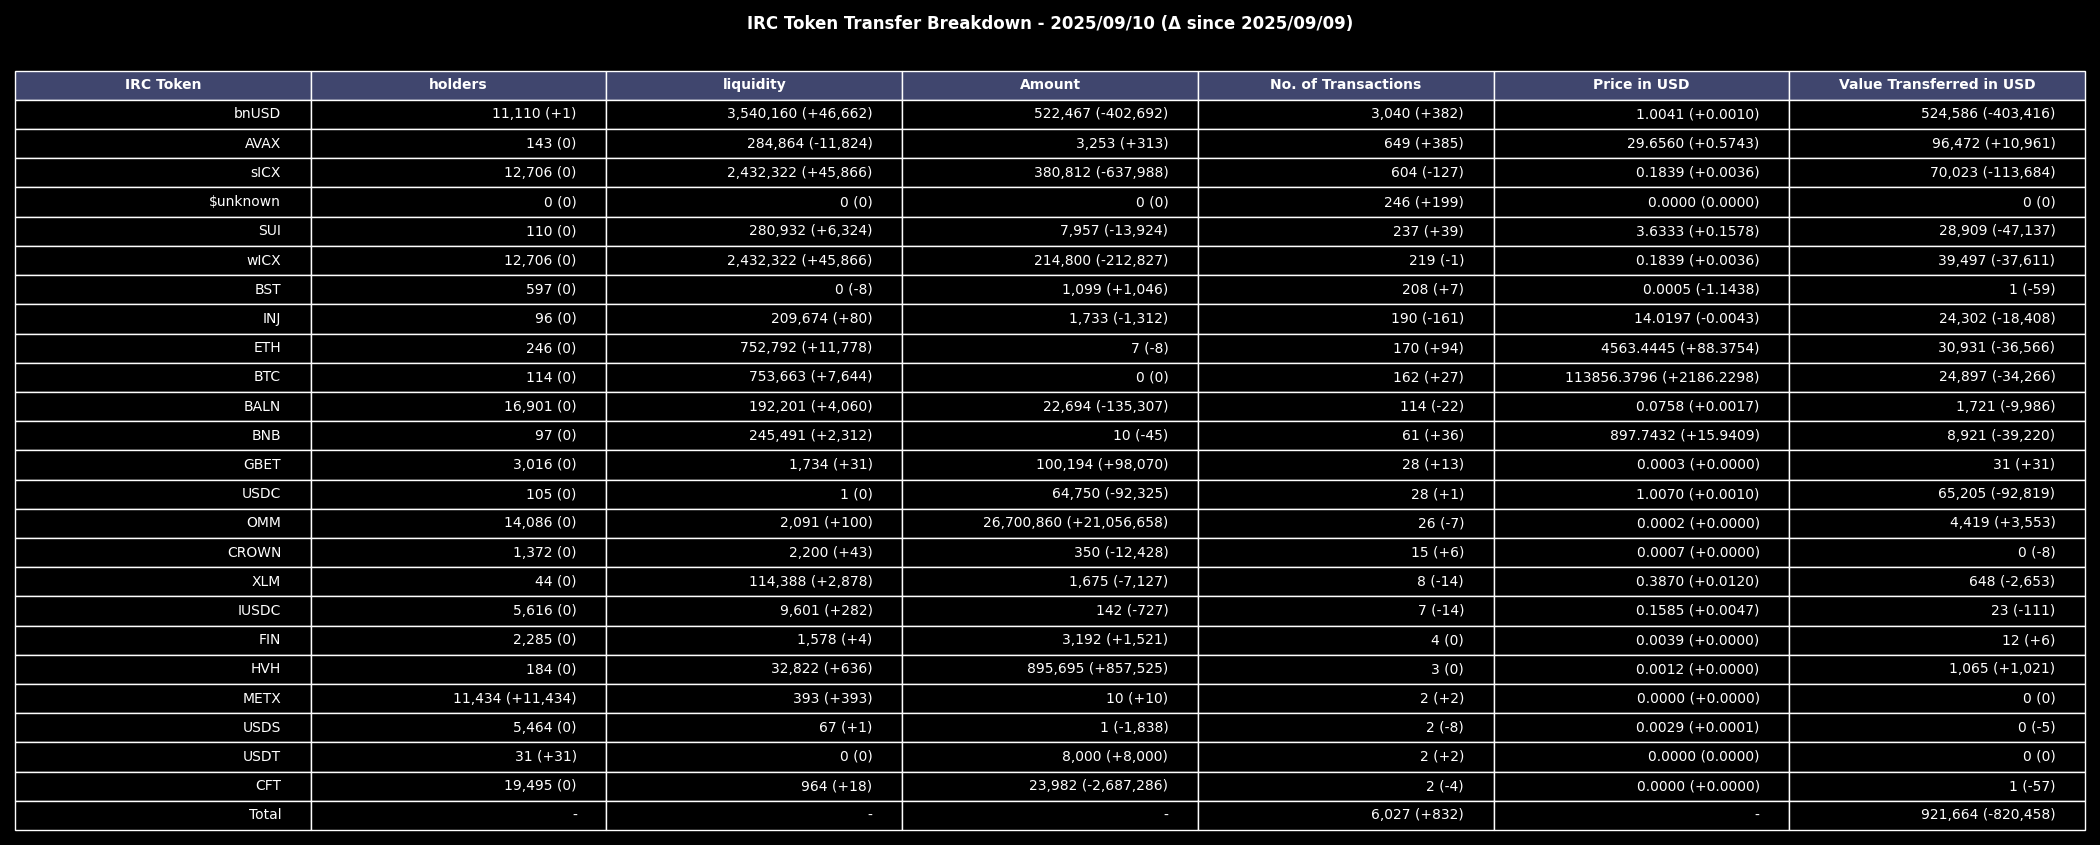 IRC Token Transfer Breakdown - 2025/09/10 (Δ since 2025/09/09)
IRC Token holders liquidity Amount No. of Transactions Price in USD Value Transferred in USD
bnUSD 11,110 (+1) 3,540,160 (+46,662) 522,467 (-402,692) 3,040 (+382) 1.0041 (+0.0010) 524,586 (-403,416)
AVAX 143 (0) 284,864 (-11,824) 3,253 (+313) 649 (+385) 29.6560 (+0.5743) 96,472 (+10,961)
sICX 12,706 (0) 2,432,322 (+45,866) 380,812 (-637,988) 604 (-127) 0.1839 (+0.0036) 70,023 (-113,684)
$unknown 0 (0) 0 (0) 0 (0) 246 (+199) 0.0000 (0.0000) 0 (0)
SUI 110 (0) 280,932 (+6,324) 7,957 (-13,924) 237 (+39) 3.6333 (+0.1578) 28,909 (-47,137)
wICX 12,706 (0) 2,432,322 (+45,866) 214,800 (-212,827) 219 (-1) 0.1839 (+0.0036) 39,497 (-37,611)
BST 597 (0) 0 (-8) 1,099 (+1,046) 208 (+7) 0.0005 (-1.1438) 1 (-59)
INJ 96 (0) 209,674 (+80) 1,733 (-1,312) 190 (-161) 14.0197 (-0.0043) 24,302 (-18,408)
ETH 246 (0) 752,792 (+11,778) 7 (-8) 170 (+94) 4563.4445 (+88.3754) 30,931 (-36,566)
BTC 114 (0) 753,663 (+7,644) 0 (0) 162 (+27) 113856.3796 (+2186.2298) 24,897 (-34,266)
BALN 16,901 (0) 192,201 (+4,060) 22,694 (-135,307) 114 (-22) 0.0758 (+0.0017) 1,721 (-9,986)
BNB 97 (0) 245,491 (+2,312) 10 (-45) 61 (+36) 897.7432 (+15.9409) 8,921 (-39,220)
GBET 3,016 (0) 1,734 (+31) 100,194 (+98,070) 28 (+13) 0.0003 (+0.0000) 31 (+31)
USDC 105 (0) 1 (0) 64,750 (-92,325) 28 (+1) 1.0070 (+0.0010) 65,205 (-92,819)
OMM 14,086 (0) 2,091 (+100) 26,700,860 (+21,056,658) 26 (-7) 0.0002 (+0.0000) 4,419 (+3,553)
CROWN 1,372 (0) 2,200 (+43) 350 (-12,428) 15 (+6) 0.0007 (+0.0000) 0 (-8)
XLM 44 (0) 114,388 (+2,878) 1,675 (-7,127) 8 (-14) 0.3870 (+0.0120) 648 (-2,653)
IUSDC 5,616 (0) 9,601 (+282) 142 (-727) 7 (-14) 0.1585 (+0.0047) 23 (-111)
FIN 2,285 (0) 1,578 (+4) 3,192 (+1,521) 4 (0) 0.0039 (+0.0000) 12 (+6)
HVH 184 (0) 32,822 (+636) 895,695 (+857,525) 3 (0) 0.0012 (+0.0000) 1,065 (+1,021)
METX 11,434 (+11,434) 393 (+393) 10 (+10) 2 (+2) 0.0000 (+0.0000) 0 (0)
USDS 5,464 (0) 67 (+1) 1 (-1,838) 2 (-8) 0.0029 (+0.0001) 0 (-5)
USDT 31 (+31) 0 (0) 8,000 (+8,000) 2 (+2) 0.0000 (0.0000) 0 (0)
CFT 19,495 (0) 964 (+18) 23,982 (-2,687,286) 2 (-4) 0.0000 (+0.0000) 1 (-57)
Total - - - 6,027 (+832) - 921,664 (-820,458)